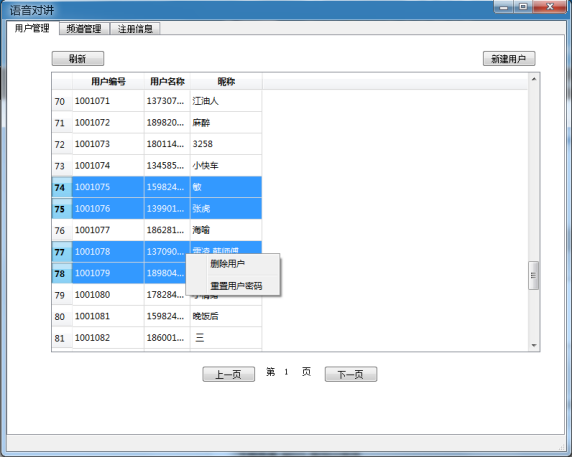 语音对讲
用户管理 频道管理 注册信息
刷新 新建用户
用户编号 用户名称 昵称
70 1001071 137307... 江油人
71 1001072 189820... 麻醉
72 1001073 180114... 3258
73 1001074 134585... 小快车
74 1001075 159824... 敏
75 1001076 139901... 张虎
76 1001077 186281... 海喻
77 1001078 137090...
78 1001079 189804...
删除用户
重置用户密码
79 1001080 178284...
80 1001081 159824... 晚饭后
81 1001082 186001... 三
上一页 第 1 页 下一页